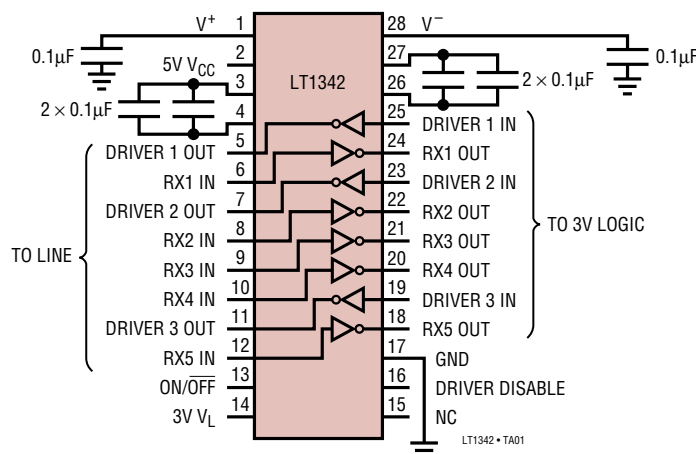 V+ 1 28 V−
0.1µF 0.1µF
5V VCC 2 27
3 LT1342 26
2 × 0.1µF 2 × 0.1µF
4 25 DRIVER 1 IN
DRIVER 1 OUT 5 24 RX1 OUT
RX1 IN 6 23 DRIVER 2 IN
DRIVER 2 OUT 7 22 RX2 OUT
RX2 IN 8 21 RX3 OUT
TO LINE TO 3V LOGIC
RX3 IN 9 20 RX4 OUT
RX4 IN 10 19 DRIVER 3 IN
DRIVER 3 OUT 11 18 RX5 OUT
RX5 IN 12 17 GND
ON/OFF 13 16 DRIVER DISABLE
3V VL 14 15 NC
LT1342 • TA01